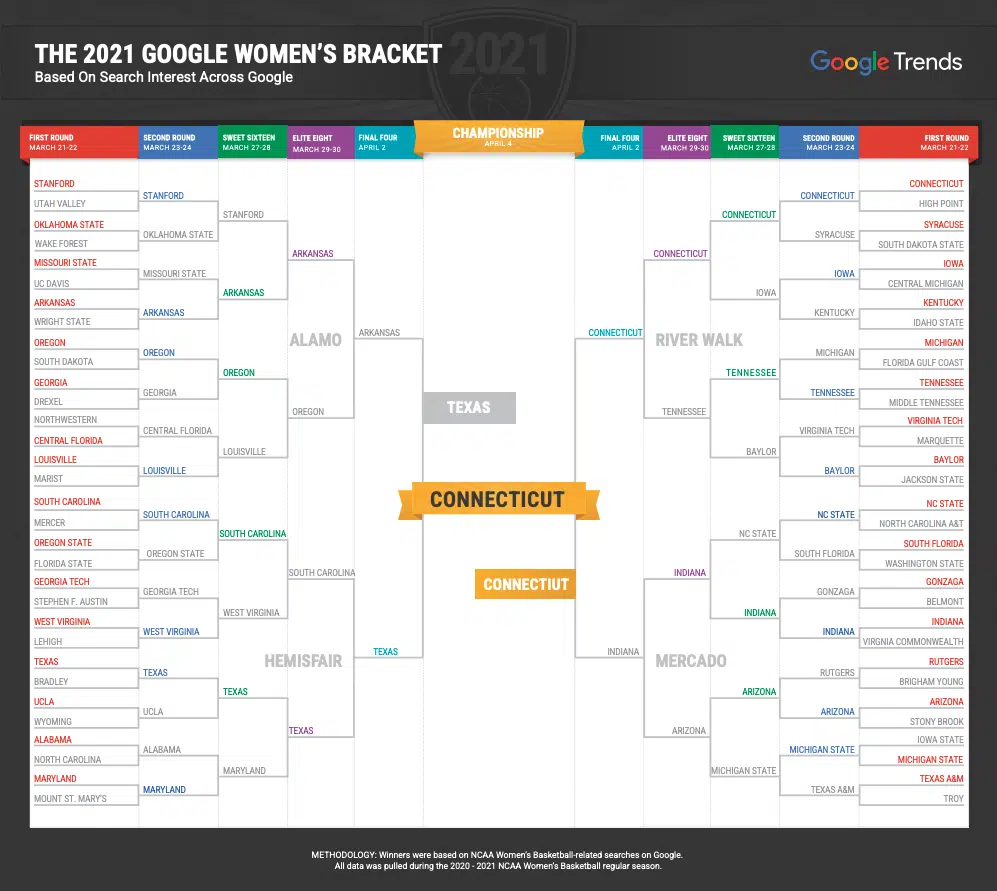 THE 2021 GOOGLE WOMEN'S BRACKET
Based On Search Interest Across Google
2021
Google Trends
FIRST ROUND
MARCH 21-22
SECOND ROUND
MARCH 23-24
SWEET SIXTEEN
MARCH 27-28
ELITE EIGHT
MARCH 29-30
FINAL FOUR
APRIL 2
CHAMPIONSHIP
APRIL 4
FINAL FOUR
APRIL 2
ELITE EIGHT
MARCH 29-30
SWEET SIXTEEN
MARCH 27-28
SECOND ROUND
MARCH 23-24
FIRST ROUND
MARCH 21-22
STANFORD
UTAH VALLEY
OKLAHOMA STATE
WAKE FOREST
MISSOURI STATE
UC DAVIS
ARKANSAS
WRIGHT STATE
OREGON
SOUTH DAKOTA
GEORGIA
DREXEL
NORTHWESTERN
CENTRAL FLORIDA
LOUISVILLE
MARIST
SOUTH CAROLINA
MERCER
OREGON STATE
FLORIDA STATE
GEORGIA TECH
STEPHEN F. AUSTIN
WEST VIRGINIA
LEHIGH
TEXAS
BRADLEY
UCLA
WYOMING
ALABAMA
NORTH CAROLINA
MARYLAND
MOUNT ST. MARY'S
STANFORD
OKLAHOMA STATE
MISSOURI STATE
ARKANSAS
OREGON
GEORGIA
CENTRAL FLORIDA
LOUISVILLE
SOUTH CAROLINA
OREGON STATE
GEORGIA TECH
WEST VIRGINIA
TEXAS
UCLA
ALABAMA
MARYLAND
STANFORD
ARKANSAS
OREGON
LOUISVILLE
SOUTH CAROLINA
WEST VIRGINIA
TEXAS
MARYLAND
ARKANSAS
OREGON
SOUTH CAROLINA
TEXAS
ALAMO
HEMISFAIR
ARKANSAS
TEXAS
TEXAS
CONNECTICUT
CONNECTIUT
CONNECTICUT
INDIANA
RIVER WALK
MERCADO
CONNECTICUT
TENNESSEE
INDIANA
ARIZONA
CONNECTICUT
IOWA
TENNESSEE
BAYLOR
NC STATE
INDIANA
ARIZONA
MICHIGAN STATE
CONNECTICUT
SYRACUSE
IOWA
KENTUCKY
MICHIGAN
TENNESSEE
VIRGINIA TECH
BAYLOR
NC STATE
SOUTH FLORIDA
GONZAGA
INDIANA
RUTGERS
ARIZONA
MICHIGAN STATE
TEXAS A&M
CONNECTICUT
HIGH POINT
SYRACUSE
SOUTH DAKOTA STATE
IOWA
CENTRAL MICHIGAN
KENTUCKY
IDAHO STATE
MICHIGAN
FLORIDA GULF COAST
TENNESSEE
MIDDLE TENNESSEE
VIRGINIA TECH
MARQUETTE
BAYLOR
JACKSON STATE
NC STATE
NORTH CAROLINA A&T
SOUTH FLORIDA
WASHINGTON STATE
GONZAGA
BELMONT
INDIANA
VIRGNIA COMMONWEALTH
RUTGERS
BRIGHAM YOUNG
ARIZONA
STONY BROOK
IOWA STATE
MICHIGAN STATE
TEXAS A&M
TROY
METHODOLOGY: Winners were based on NCAA Women's Basketball-related searches on Google.
All data was pulled during the 2020 - 2021 NCAA Women's Basketball regular season.